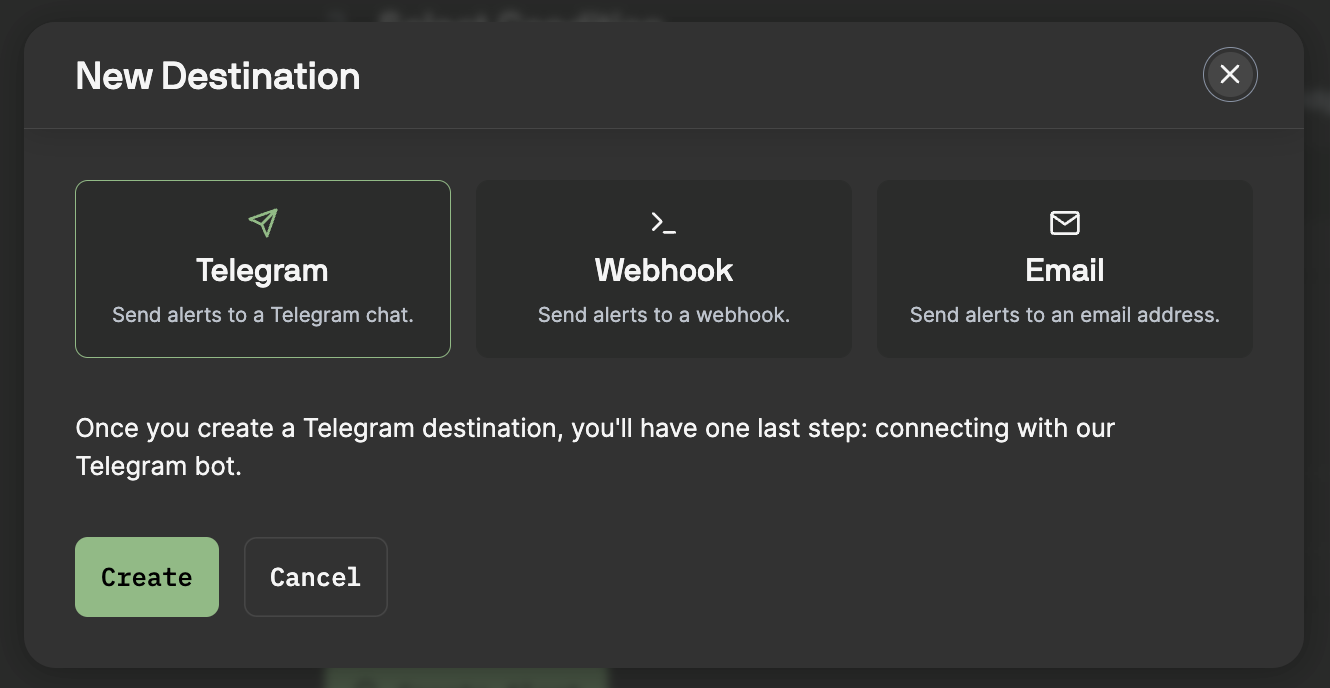 New Destination
Telegram
Send alerts to a Telegram chat.
Webhook
Send alerts to a webhook.
Email
Send alerts to an email address.
Once you create a Telegram destination, you'll have one last step: connecting with our
Telegram bot.
Create
Cancel